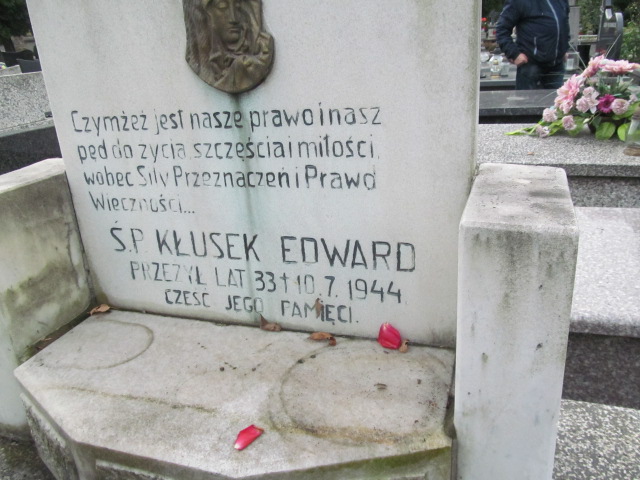 Czymżeż jest nasze prawo i nasz
pęd do życia szczęścia i miłości,
wobec Siły Przeznaczeń i Prawa
Wieczności...
Ś.P. KŁUSEK EDWARD
PRZEŻYŁ LAT 33 † 10.7.1944
CZEŚĆ JEGO PAMIĘCI.